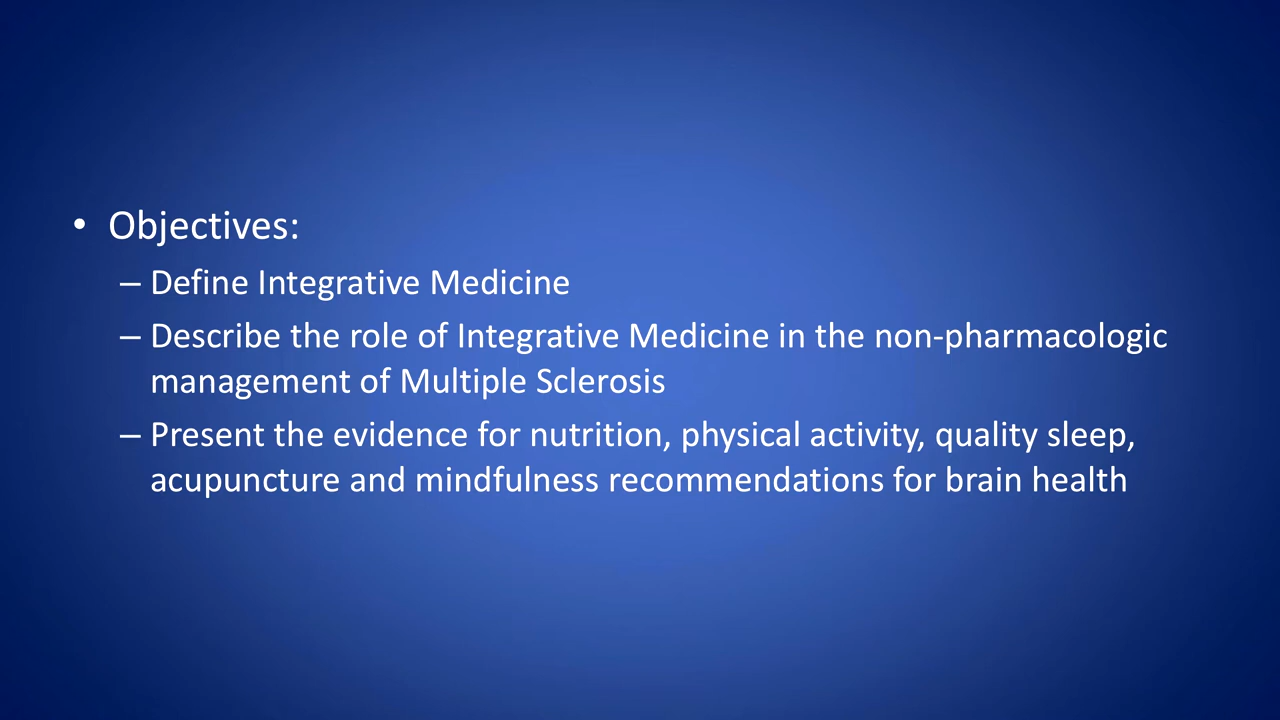 • Objectives:
– Define Integrative Medicine
– Describe the role of Integrative Medicine in the non-pharmacologic
management of Multiple Sclerosis
– Present the evidence for nutrition, physical activity, quality sleep,
acupuncture and mindfulness recommendations for brain health